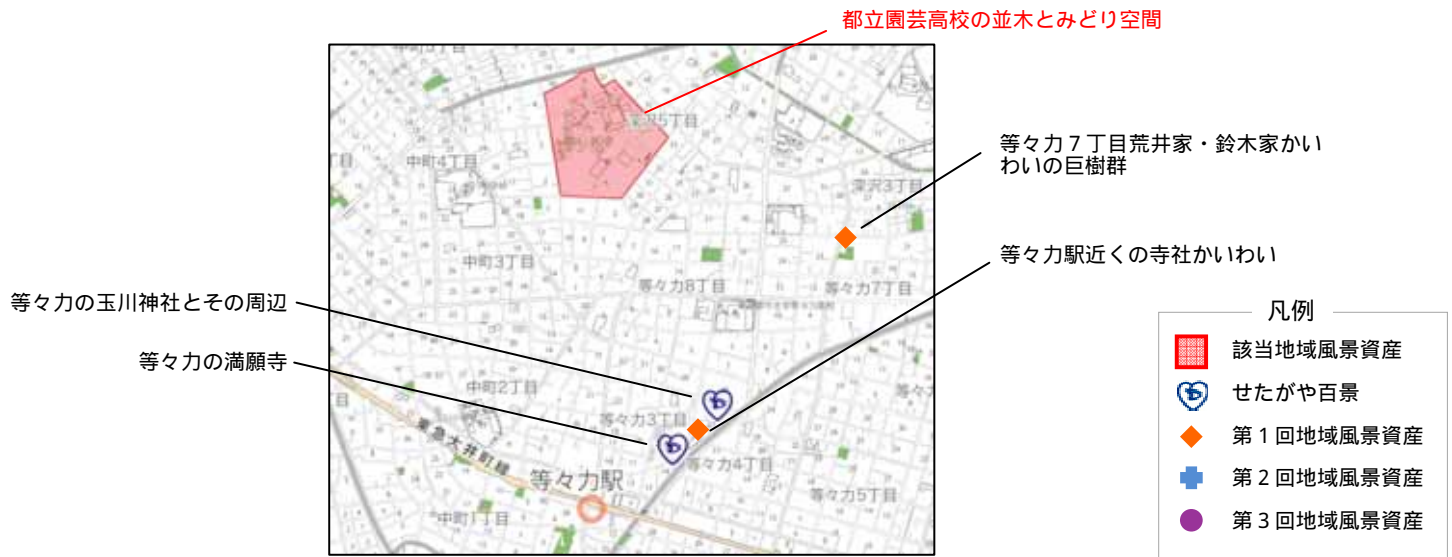 都立園芸高校の並木とみどり空間
等々力７丁目荒井家・鈴木家かい
わいの巨樹群
等々力駅近くの寺社かいわい
等々力の玉川神社とその周辺
等々力の満願寺
中町4丁目
深沢3丁目
中町3丁目
等々力8丁目
等々力7丁目
中町2丁目
等々力3丁目
等々力4丁目
東急大井町線
等々力駅
等々力5丁目
中町1丁目
凡例
該当地域風景資産
せたがや百景
第１回地域風景資産
第２回地域風景資産
第３回地域風景資産